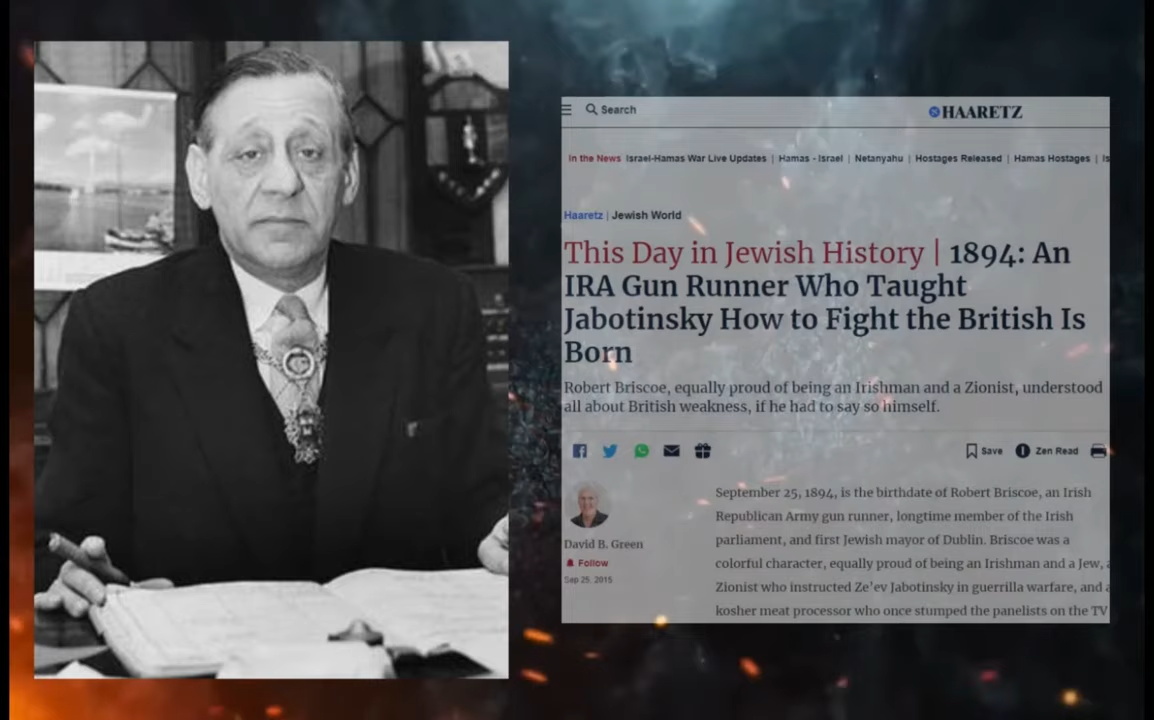 Search
HAARETZ
In the News Israel-Hamas War Live Updates | Hamas - Israel | Netanyahu | Hostages Released | Hamas Hostages | Is
Haaretz | Jewish World
This Day in Jewish History | 1894: An
IRA Gun Runner Who Taught
Jabotinsky How to Fight the British Is
Born
Robert Briscoe, equally proud of being an Irishman and a Zionist, understood
all about British weakness, if he had to say so himself.
Save
Zen Read
David B. Green
Follow
Sep 25, 2015
September 25, 1894, is the birthdate of Robert Briscoe, an Irish
Republican Army gun runner, longtime member of the Irish
parliament, and first Jewish mayor of Dublin. Briscoe was a
colorful character, equally proud of being an Irishman and a Jew, a
Zionist who instructed Ze'ev Jabotinsky in guerrilla warfare, and a
kosher meat processor who once stumped the panelists on the TV